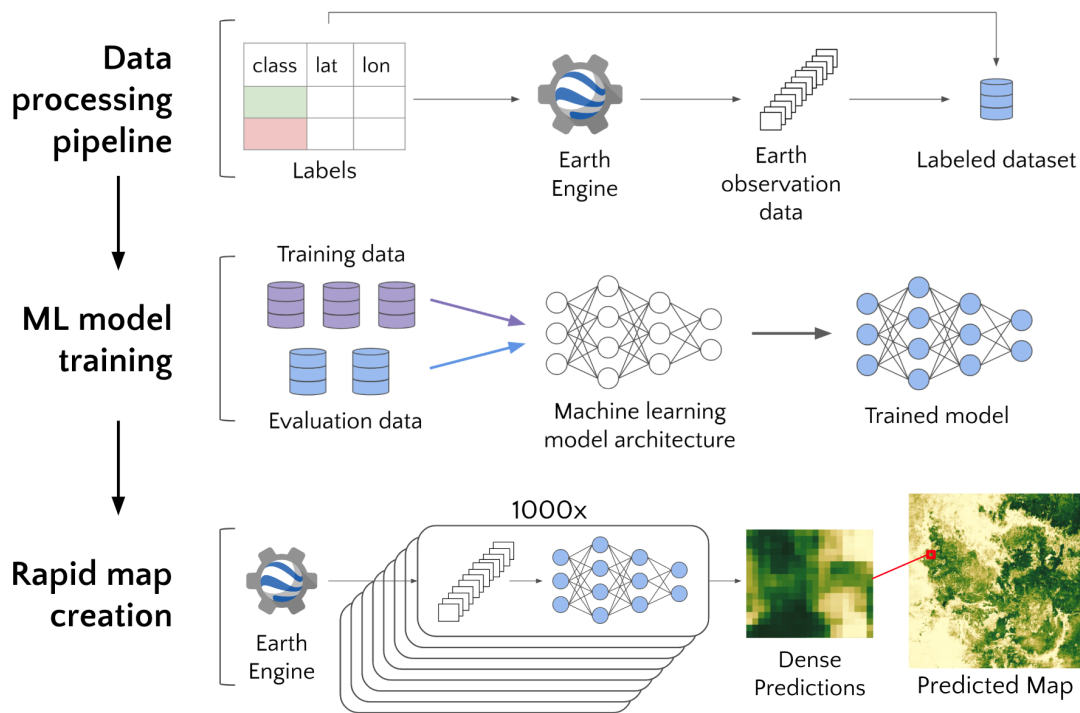 Data
processing
pipeline
class lat lon
Labels
Earth
Engine
Earth
observation
data
Labeled dataset
ML model
training
Training data
Evaluation data
Machine learning
model architecture
Trained model
Rapid map
creation
Earth
Engine
1000x
Dense
Predictions
Predicted Map